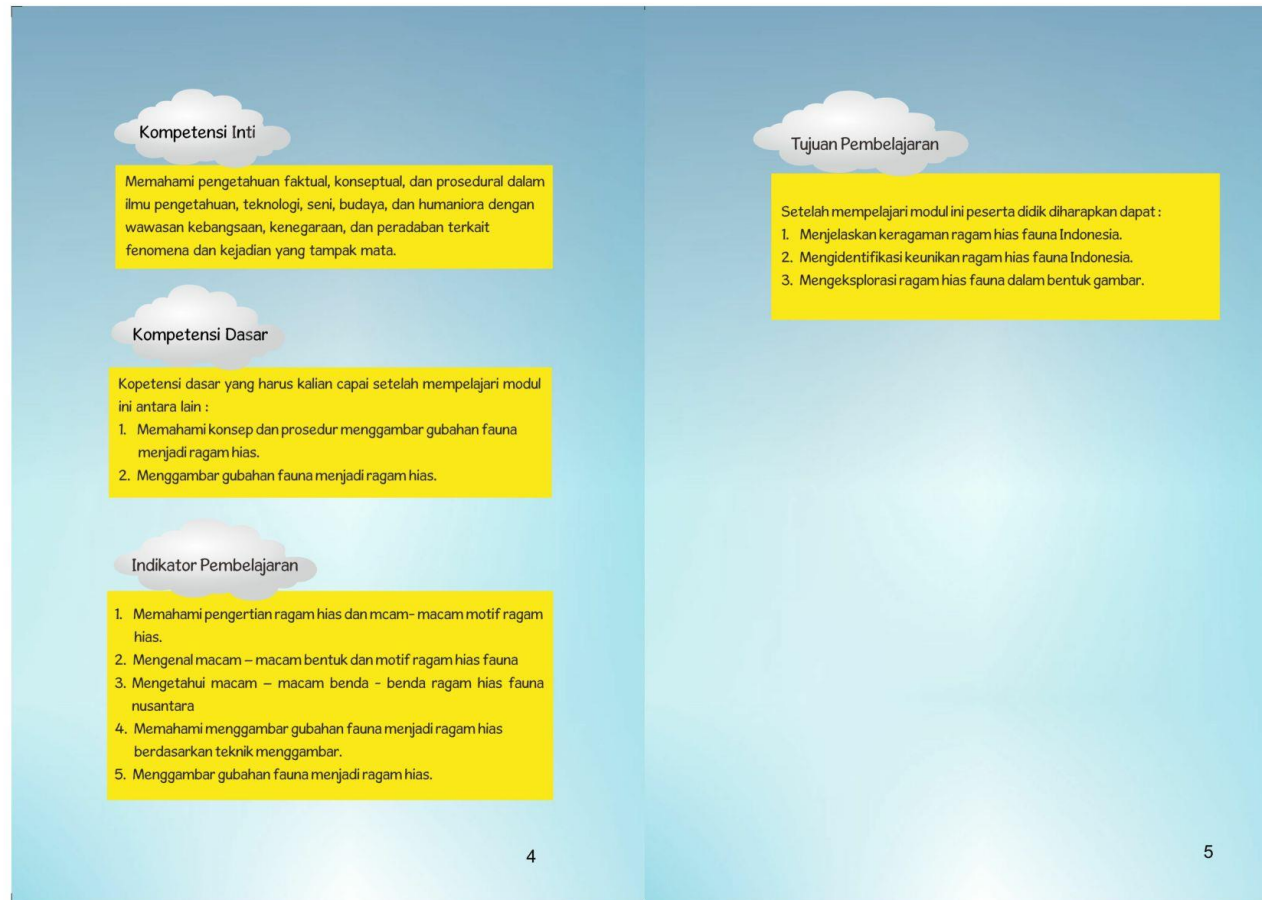 Kompetensi Inti
Memahami pengetahuan faktual, konseptual, dan prosedural dalam
ilmu pengetahuan, teknologi, seni, budaya, dan humaniora dengan
wawasan kebangsaan, kenegaraan, dan peradaban terkait
fenomena dan kejadian yang tampak mata.
Kompetensi Dasar
Kopetensi dasar yang harus kalian capai setelah mempelajari modul
ini antara lain :
1. Memahami konsep dan prosedur menggambar gubahan fauna
menjadi ragam hias.
2. Menggambar gubahan fauna menjadi ragam hias.
Indikator Pembelajaran
1. Memahami pengertian ragam hias dan mcam- macam motif ragam
hias.
2. Mengenal macam – macam bentuk dan motif ragam hias fauna
3. Mengetahui macam – macam benda - benda ragam hias fauna
nusantara
4. Memahami menggambar gubahan fauna menjadi ragam hias
berdasarkan teknik menggambar.
5. Menggambar gubahan fauna menjadi ragam hias.
4
Tujuan Pembelajaran
Setelah mempelajari modul ini peserta didik diharapkan dapat :
1. Menjelaskan keragaman ragam hias fauna Indonesia.
2. Mengidentifikasi keunikan ragam hias fauna Indonesia.
3. Mengeksplorasi ragam hias fauna dalam bentuk gambar.
5